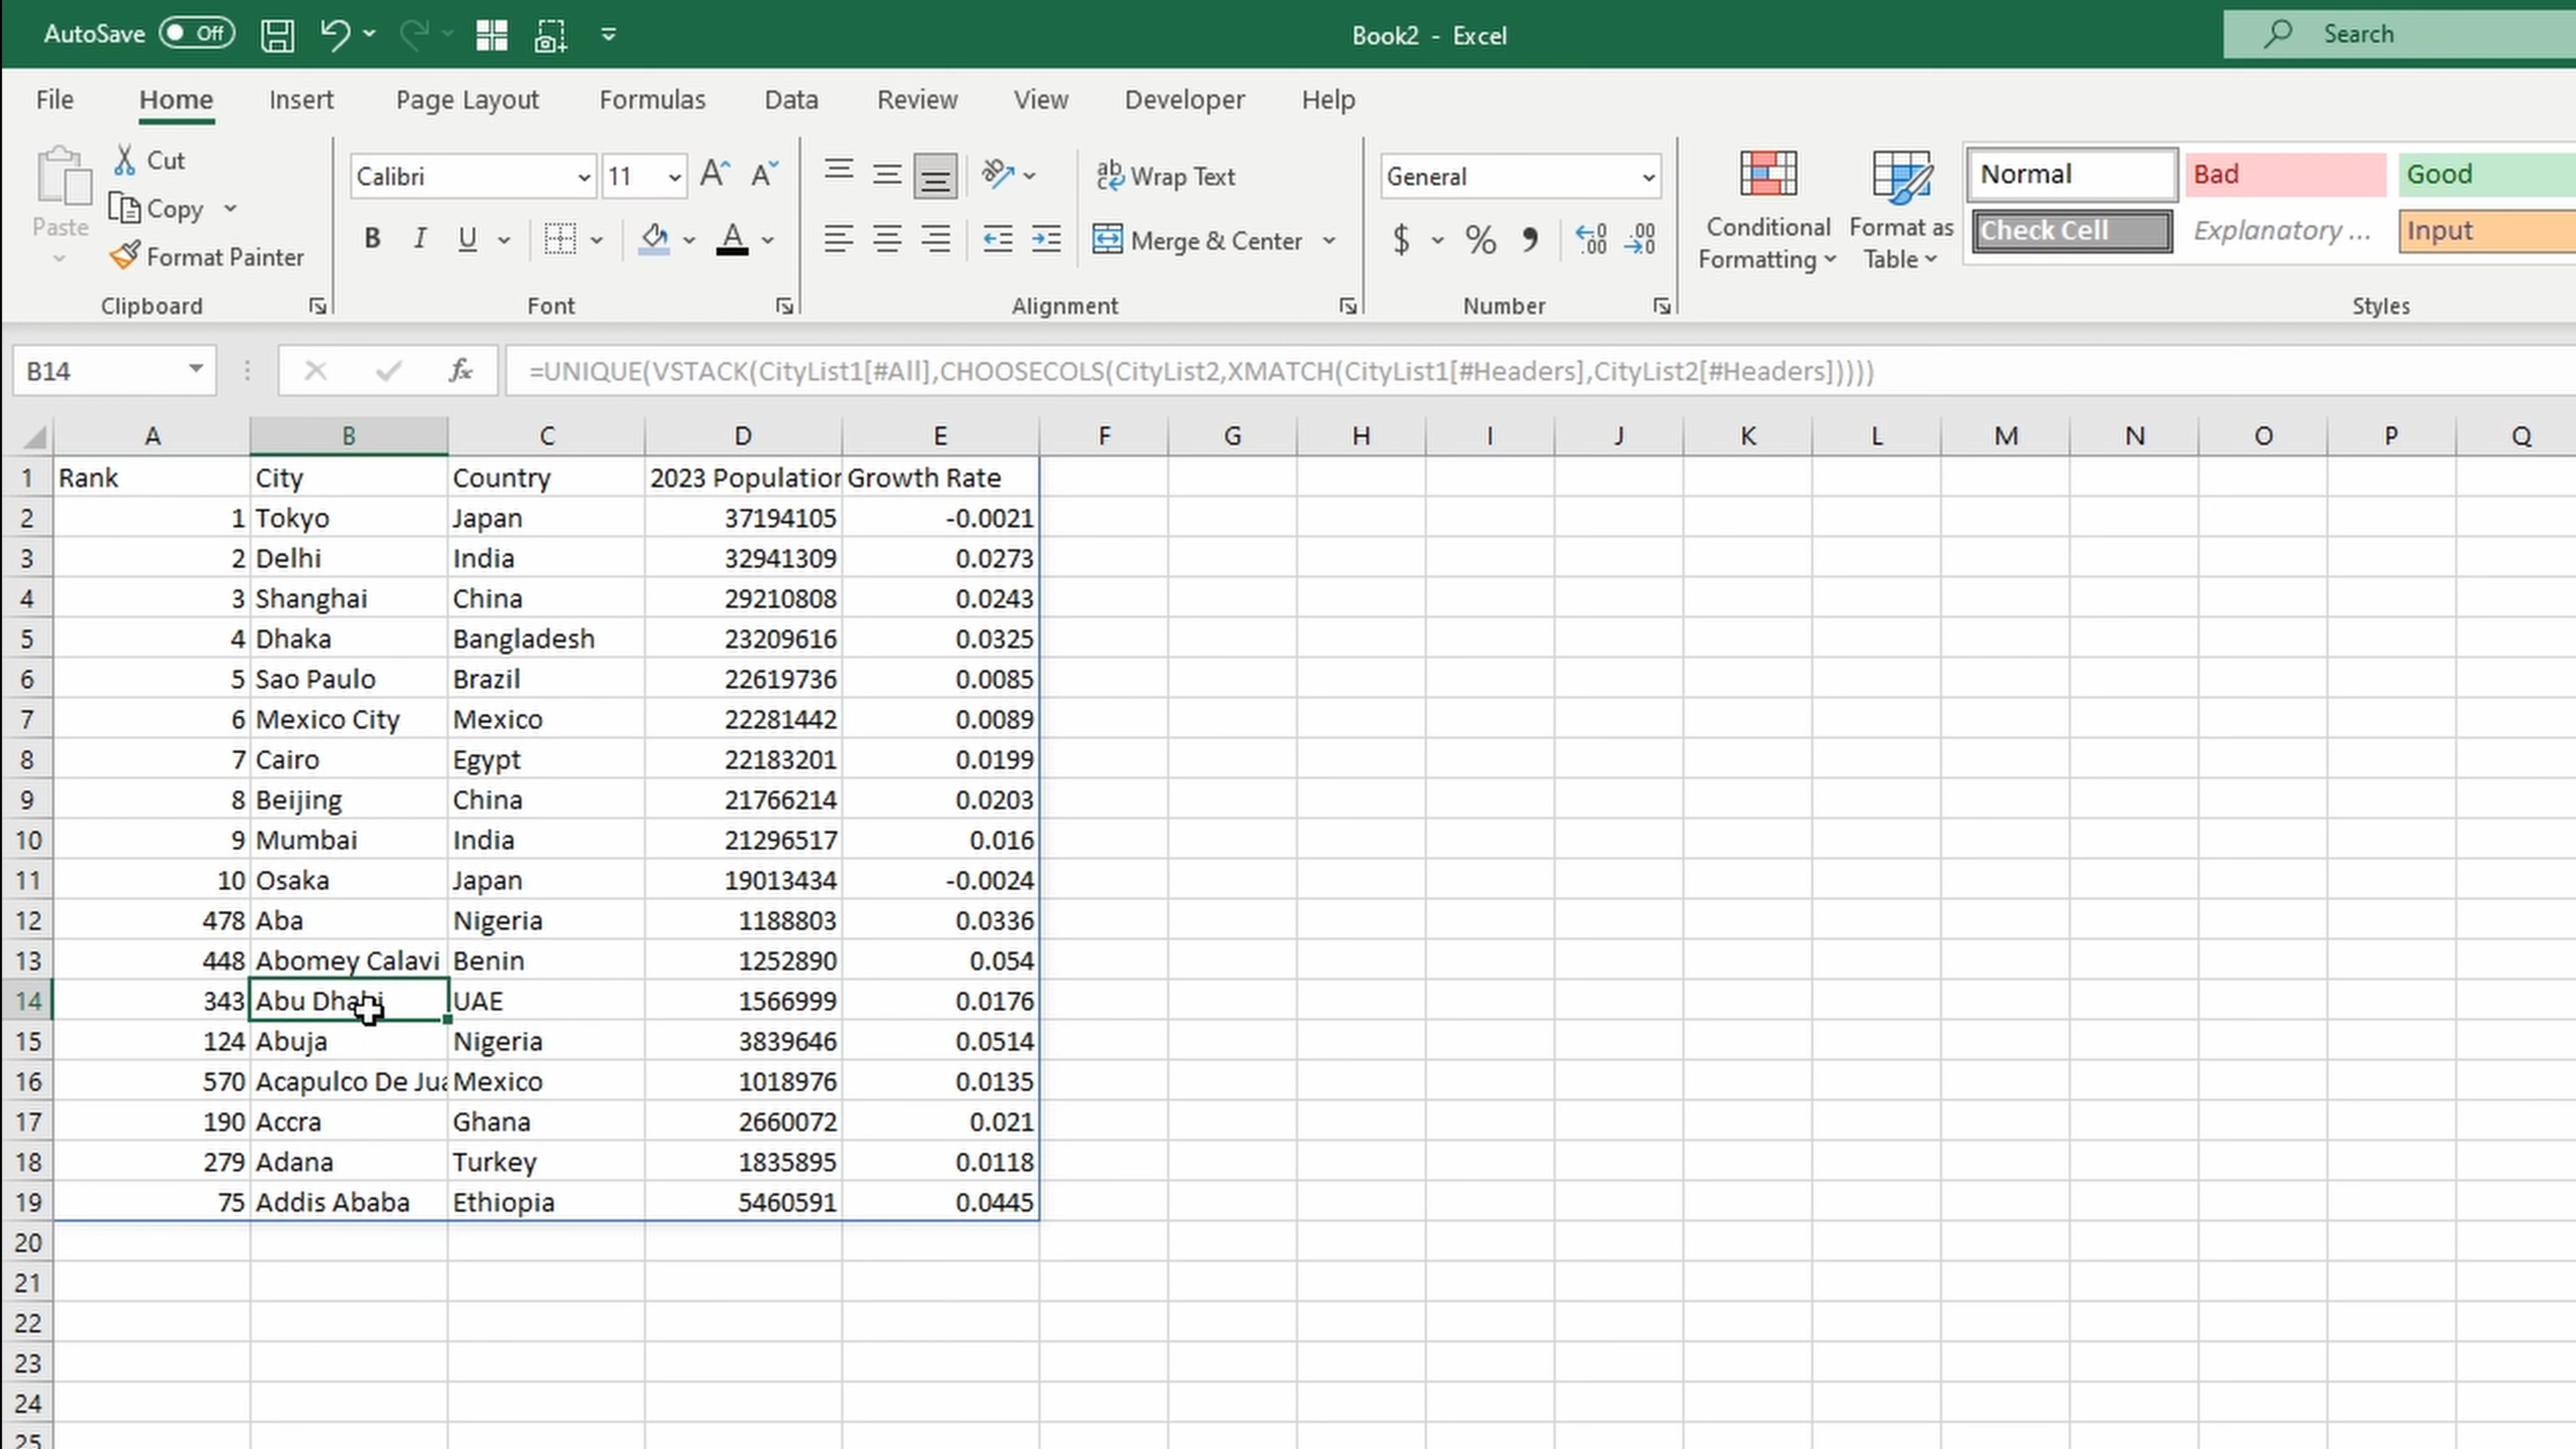 AutoSave Off Book2 - Excel Search
File Home Insert Page Layout Formulas Data Review View Developer Help
Paste
Cut
Copy
Format Painter
Clipboard
Calibri 11
B I U
Font
Wrap Text
Merge & Center
Alignment
General
$ % ,
Number
Conditional
Formatting
Format as
Table
Normal Bad Good
Check Cell Explanatory ... Input
Styles
B14 fx =UNIQUE(VSTACK(CityList1[#All],CHOOSECOLS(CityList2,XMATCH(CityList1[#Headers],CityList2[#Headers]))))
A B C D E F G H I J K L M N O P Q
1 Rank City Country 2023 Population Growth Rate
2 1 Tokyo Japan 37194105 -0.0021
3 2 Delhi India 32941309 0.0273
4 3 Shanghai China 29210808 0.0243
5 4 Dhaka Bangladesh 23209616 0.0325
6 5 Sao Paulo Brazil 22619736 0.0085
7 6 Mexico City Mexico 22281442 0.0089
8 7 Cairo Egypt 22183201 0.0199
9 8 Beijing China 21766214 0.0203
10 9 Mumbai India 21296517 0.016
11 10 Osaka Japan 19013434 -0.0024
12 478 Aba Nigeria 1188803 0.0336
13 448 Abomey Calavi Benin 1252890 0.054
14 343 Abu Dhabi UAE 1566999 0.0176
15 124 Abuja Nigeria 3839646 0.0514
16 570 Acapulco De Jua Mexico 1018976 0.0135
17 190 Accra Ghana 2660072 0.021
18 279 Adana Turkey 1835895 0.0118
19 75 Addis Ababa Ethiopia 5460591 0.0445
20
21
22
23
24
25